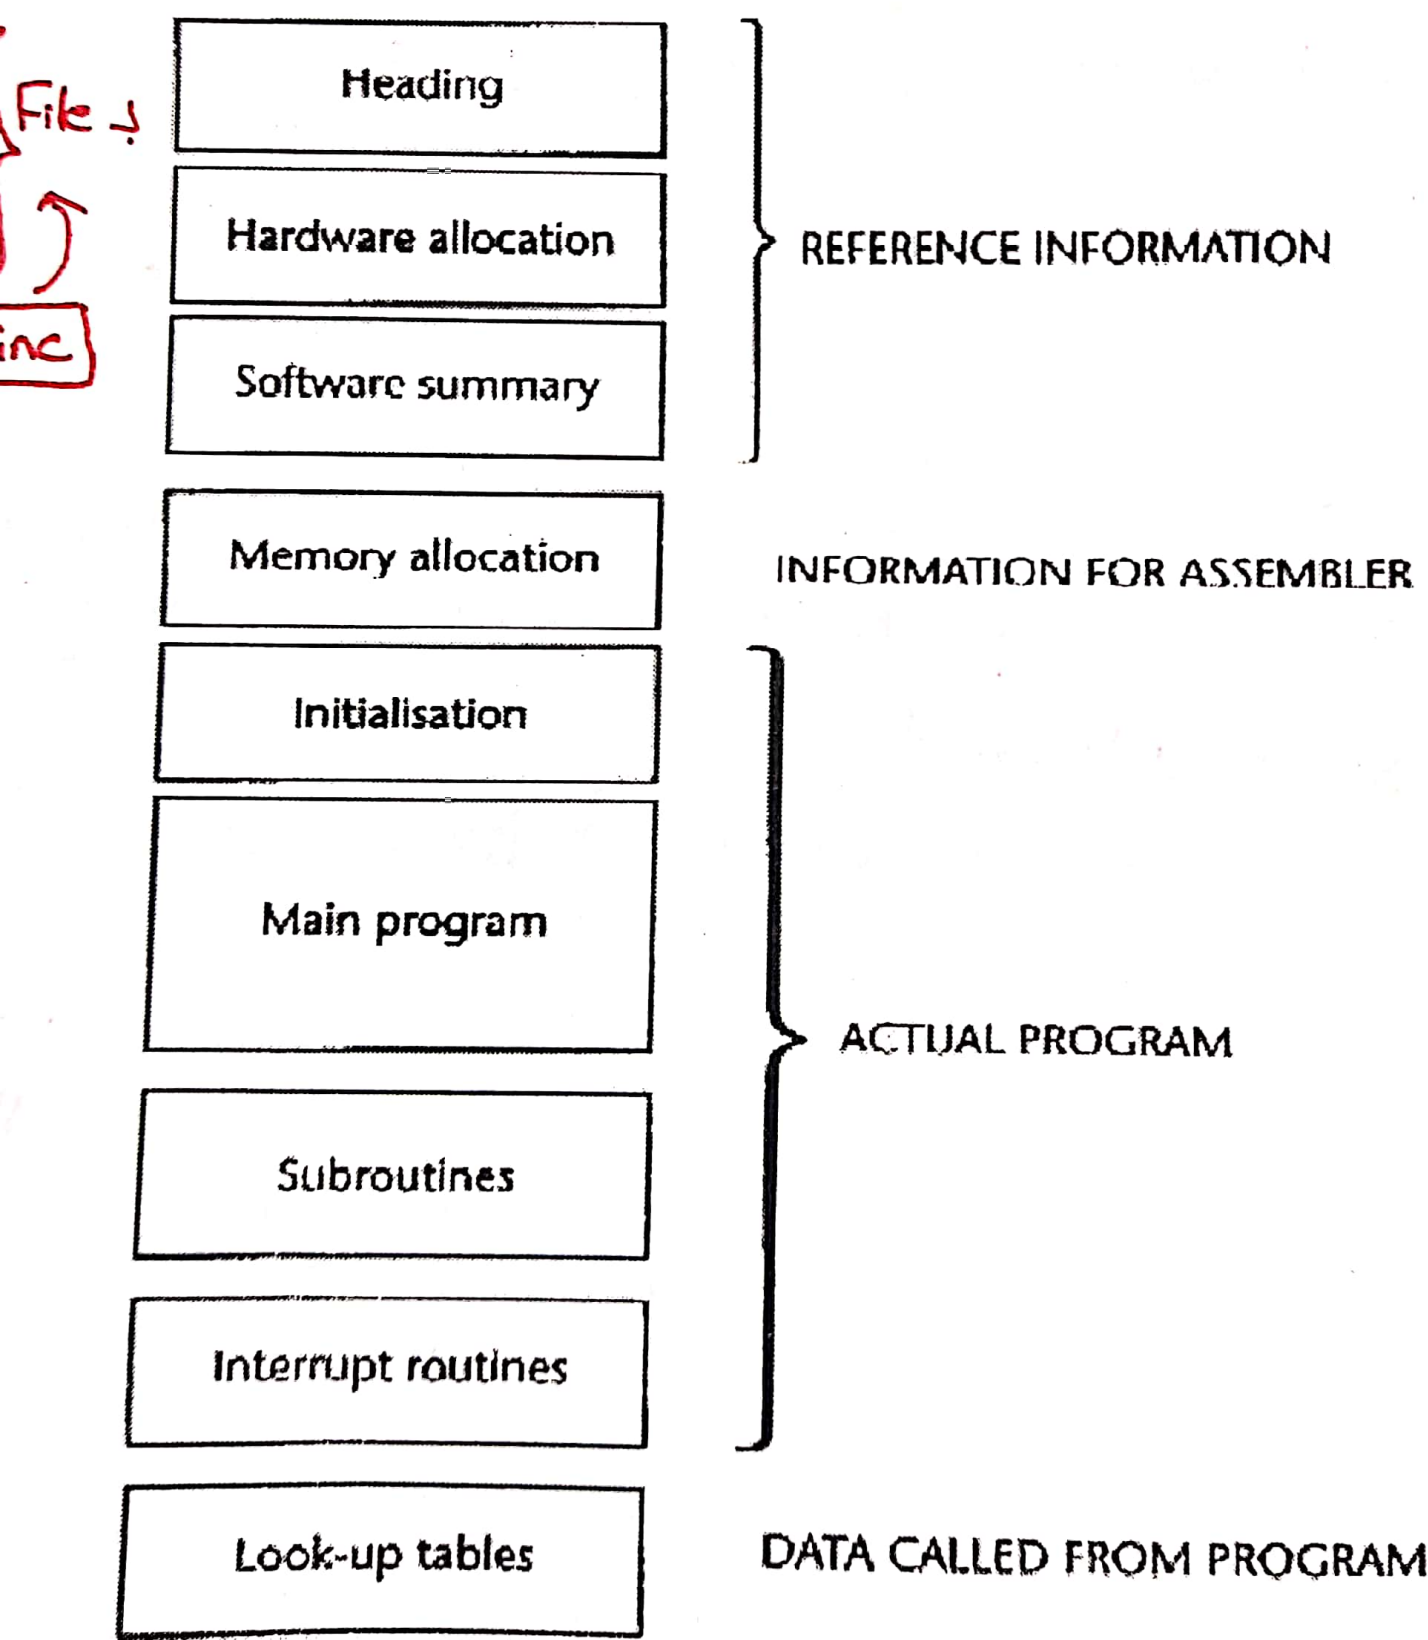 Heading
File
Hardware allocation
REFERENCE INFORMATION
inc
Software summary
Memory allocation
INFORMATION FOR ASSEMBLER
Initialisation
Main program
ACTUAL PROGRAM
Subroutines
Interrupt routines
Look-up tables
DATA CALLED FROM PROGRAM